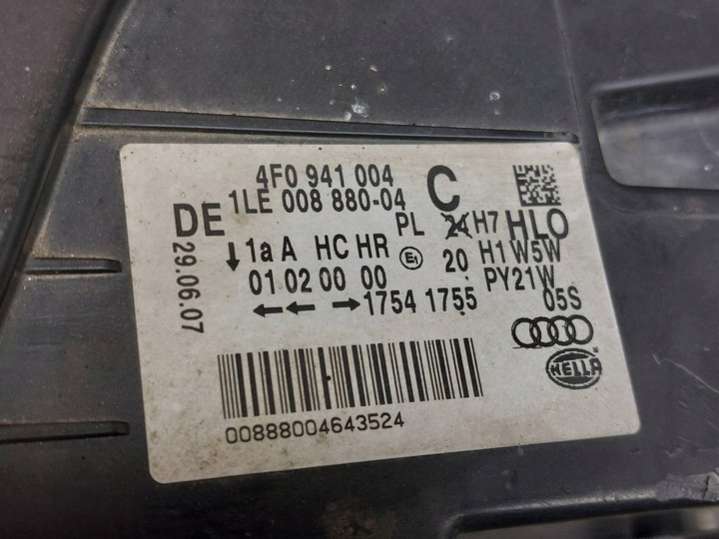 4F0 941 004 C
1LE 008 880-04
DE PL 24 H7 HLO
↓ 1a A HC HR E1 20 H1 W5W
01 02 00 00 PY21W
← ← → 1754 1755 05S
29.06.07
HELLA
00888004643524